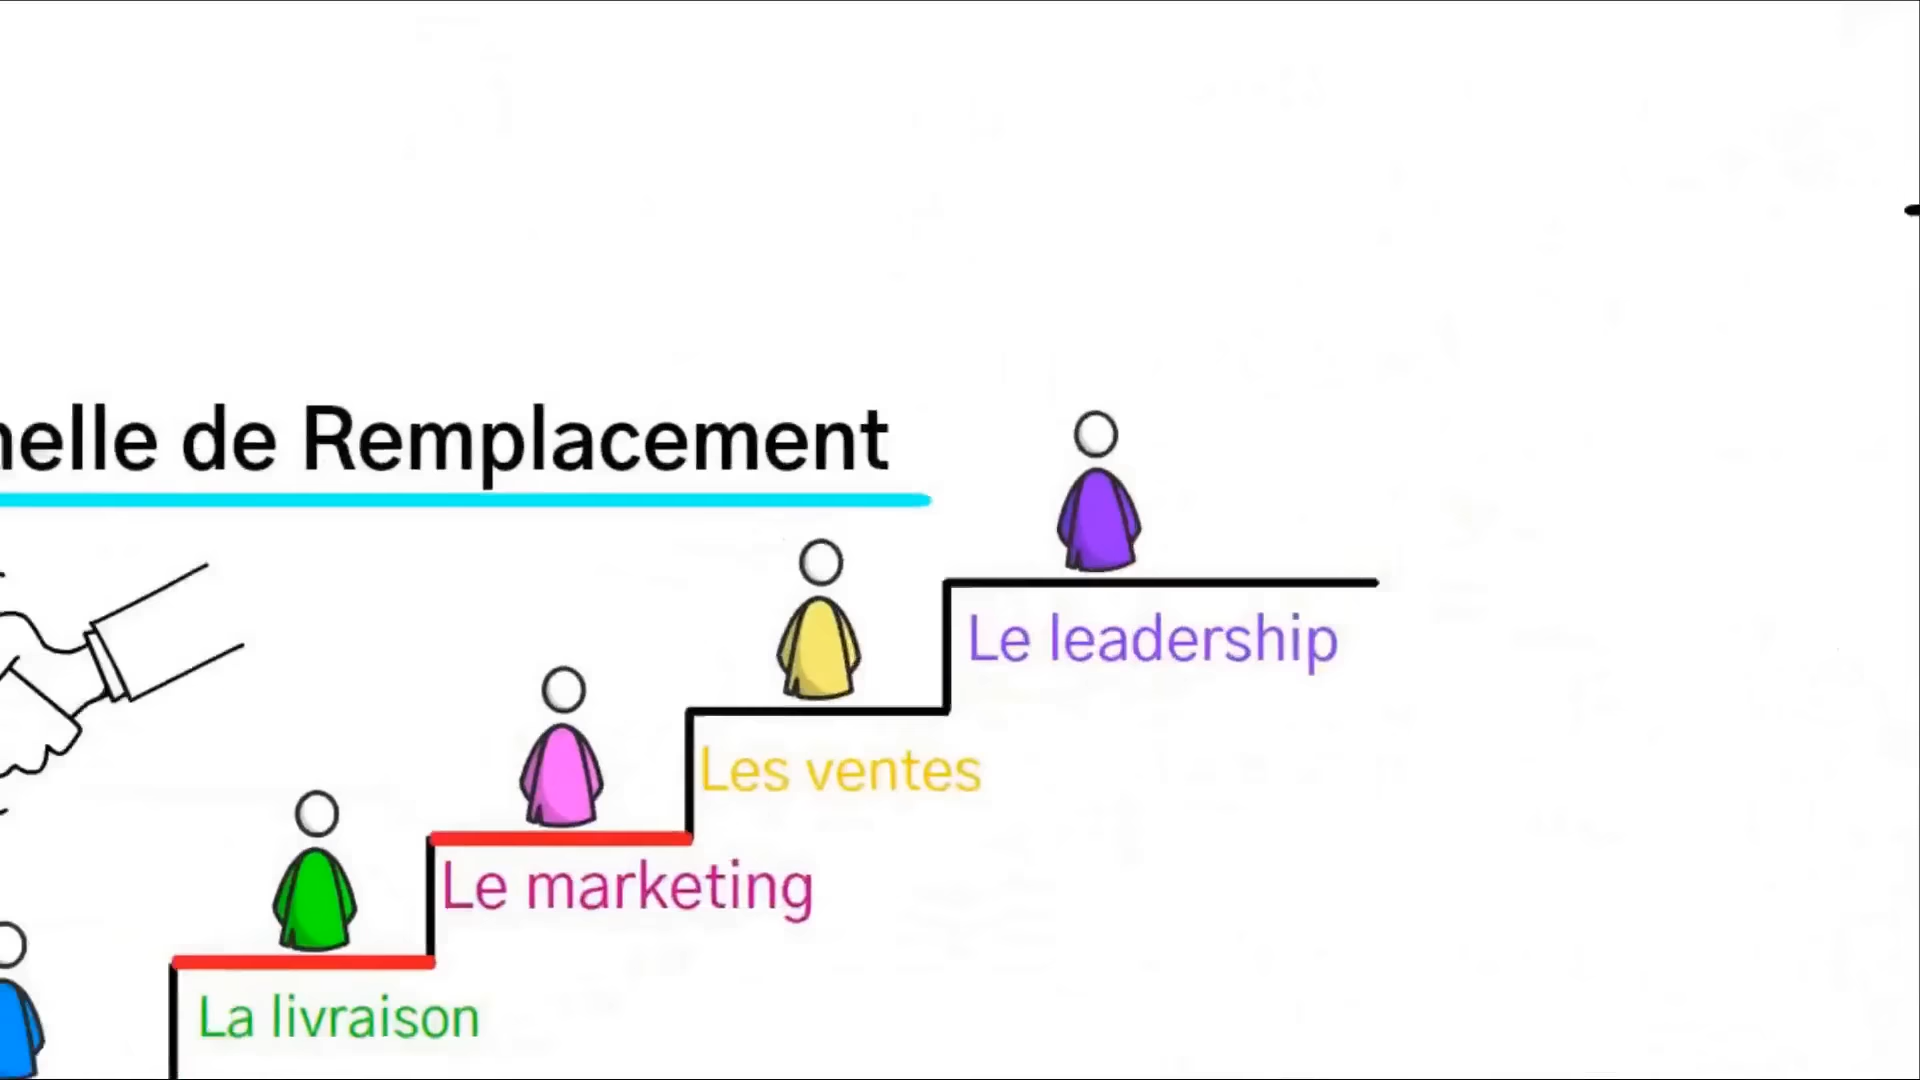 helle de Remplacement
Le leadership
Les ventes
Le marketing
La livraison